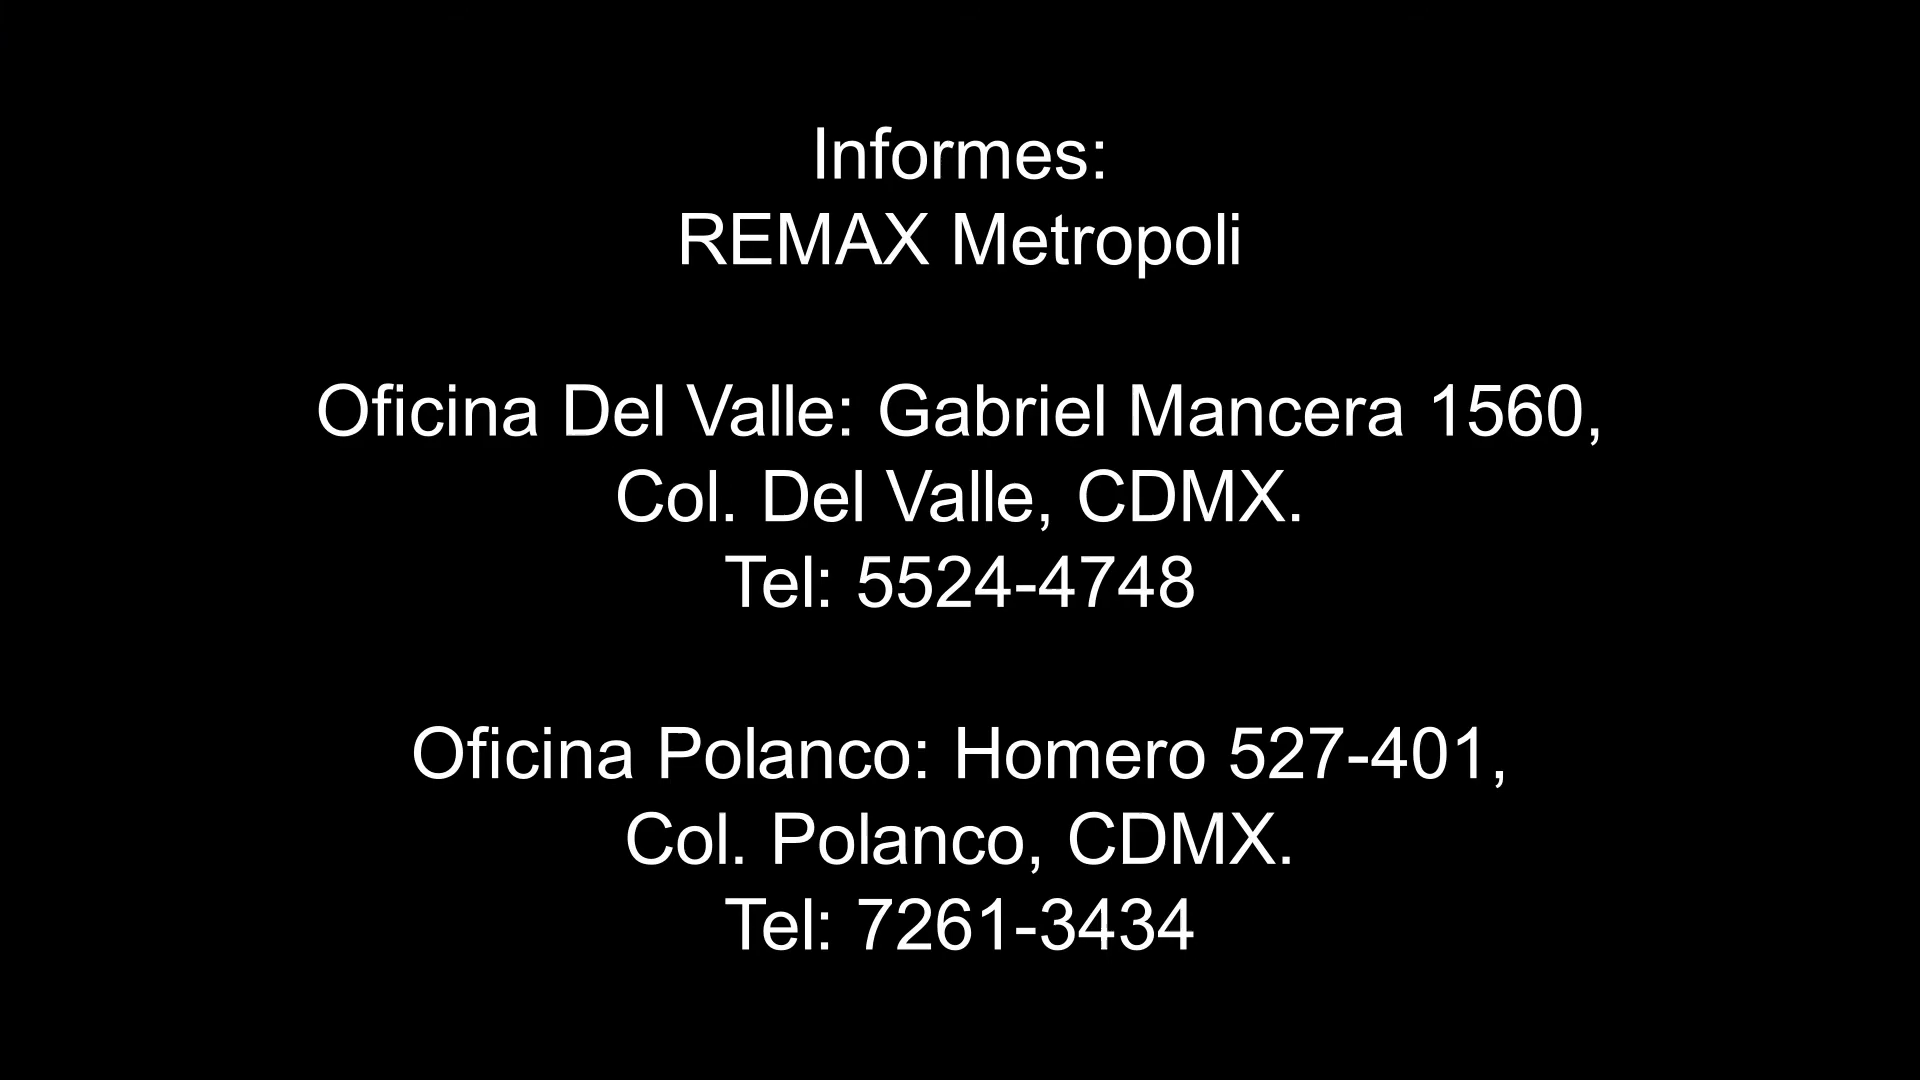 Informes:
REMAX Metropoli
Oficina Del Valle: Gabriel Mancera 1560,
Col. Del Valle, CDMX.
Tel: 5524-4748
Oficina Polanco: Homero 527-401,
Col. Polanco, CDMX.
Tel: 7261-3434